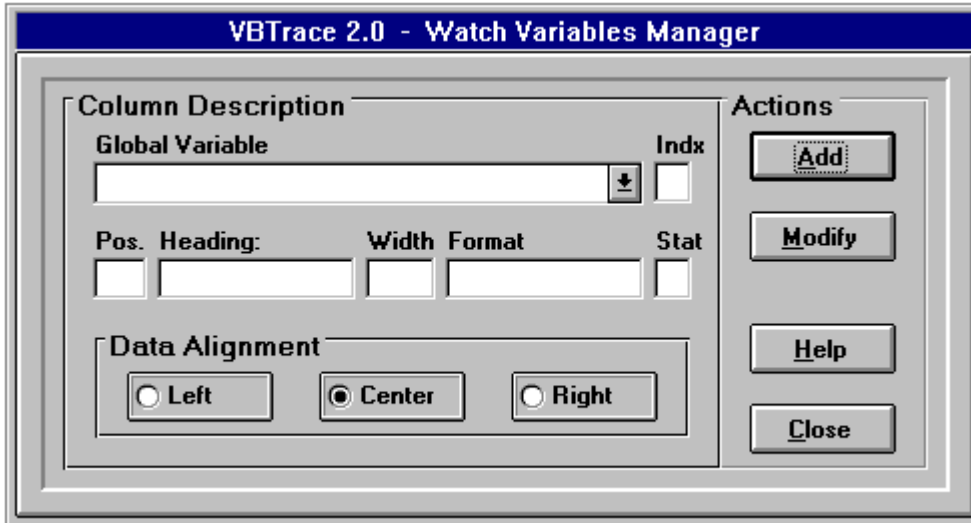 VBTrace 2.0 - Watch Variables Manager
Column Description
Global Variable Indx
Pos. Heading: Width Format Stat
Data Alignment
Left Center Right
Actions
Add
Modify
Help
Close